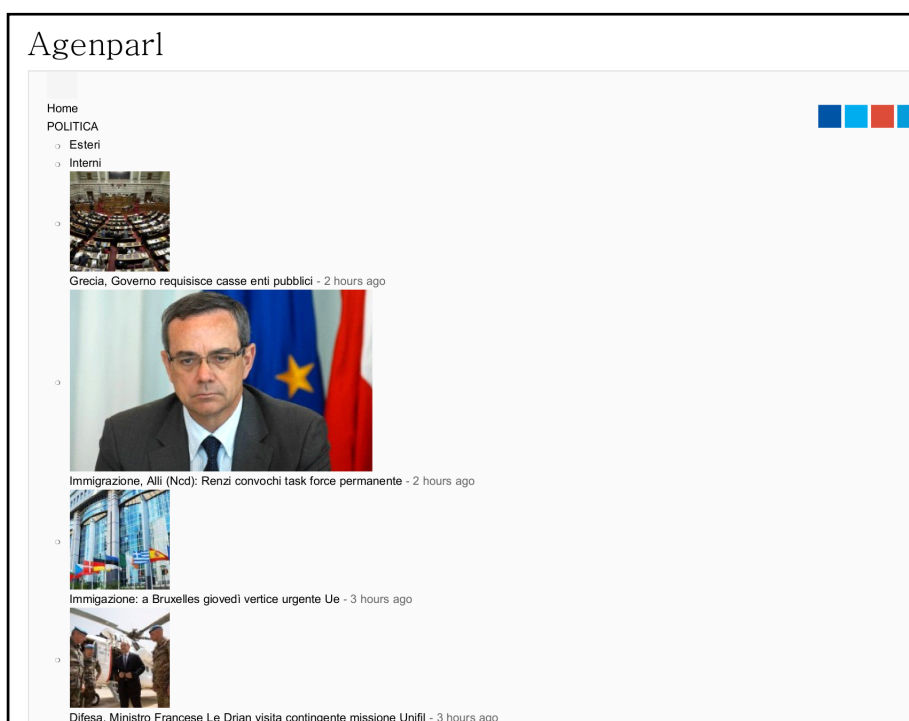 Agenparl
Home
POLITICA
Esteri
Interni
Grecia, Governo requisisce casse enti pubblici - 2 hours ago
Immigrazione, Alli (Ncd): Renzi convochi task force permanente - 2 hours ago
Immigazione: a Bruxelles giovedì vertice urgente Ue - 3 hours ago
Difesa, Ministro Francese Le Drian visita contingente missione Unifil - 3 hours ago